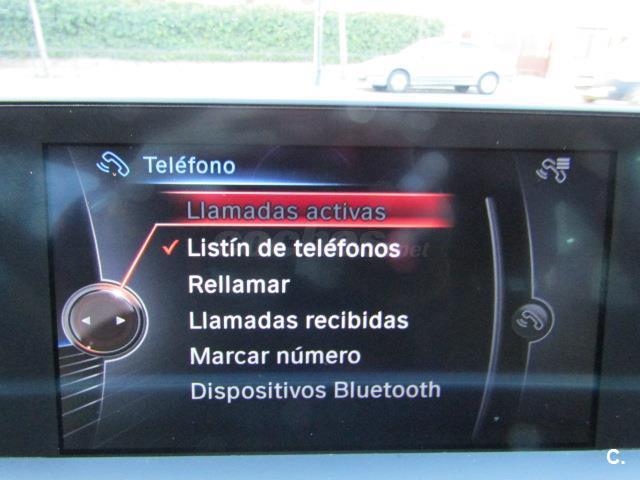 Teléfono
Llamadas activas
Listín de teléfonos
Rellamar
Llamadas recibidas
Marcar número
Dispositivos Bluetooth
C.